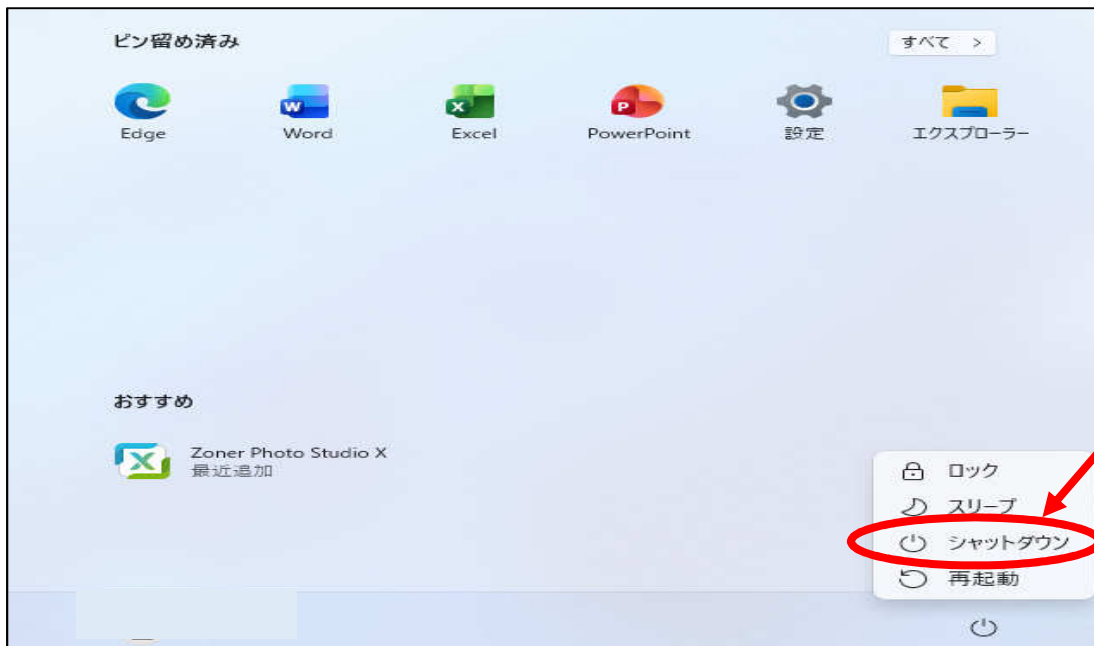 ピン留め済み
すべて >
Edge
Word
Excel
PowerPoint
設定
エクスプローラー
おすすめ
Zoner Photo Studio X
最近追加
ロック
スリープ
シャットダウン
再起動